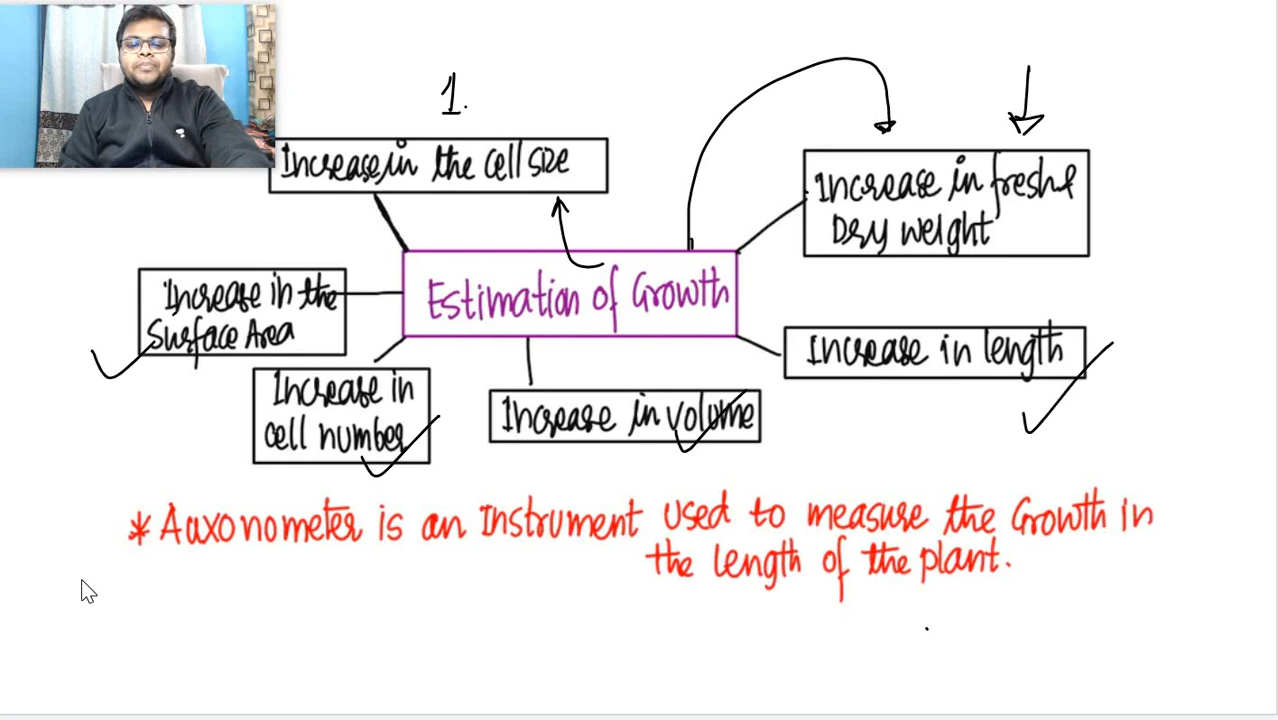 1.
Increase in the cell size
Increase in fresh &
Dry weight
Estimation of Growth
Increase in the
Surface Area
Increase in length
Increase in
cell number
Increase in volume
* Aaxonometer is an Instrument used to measure the Growth in
the length of the plant.